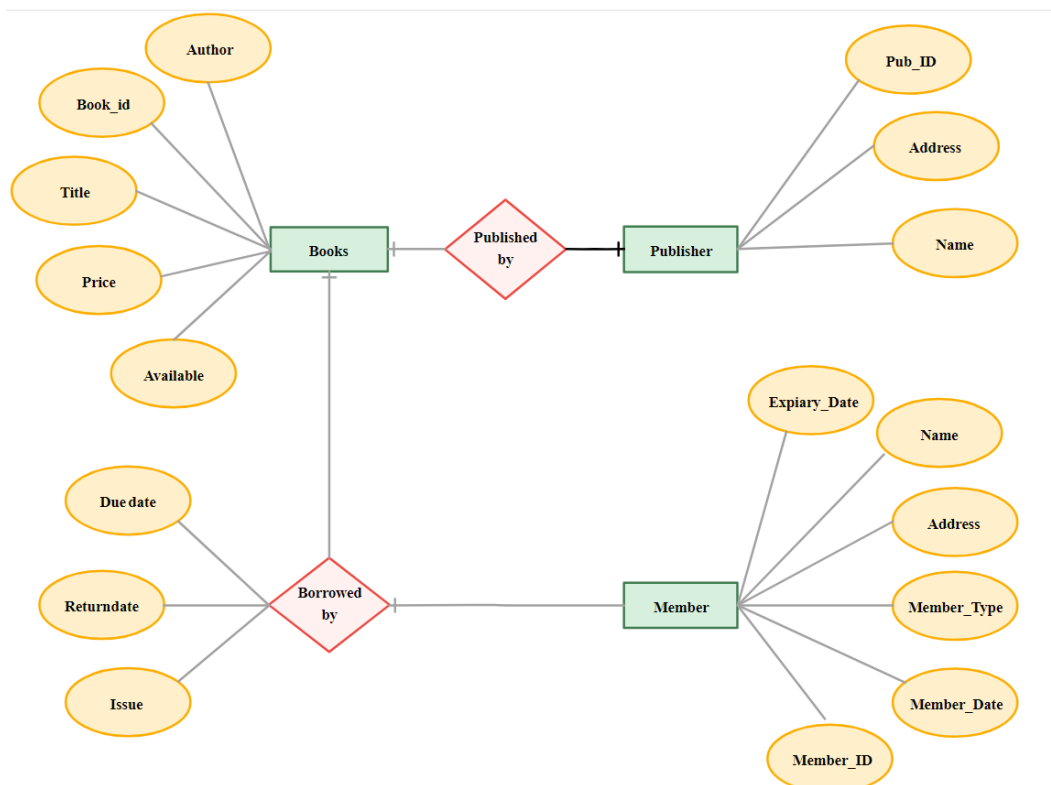 Author
Pub_ID
Book_id
Address
Title
Published
by
Books
Publisher
Name
Price
Available
Expiary_Date
Name
Due date
Address
Borrowed
by
Returndate
Member
Member_Type
Issue
Member_Date
Member_ID